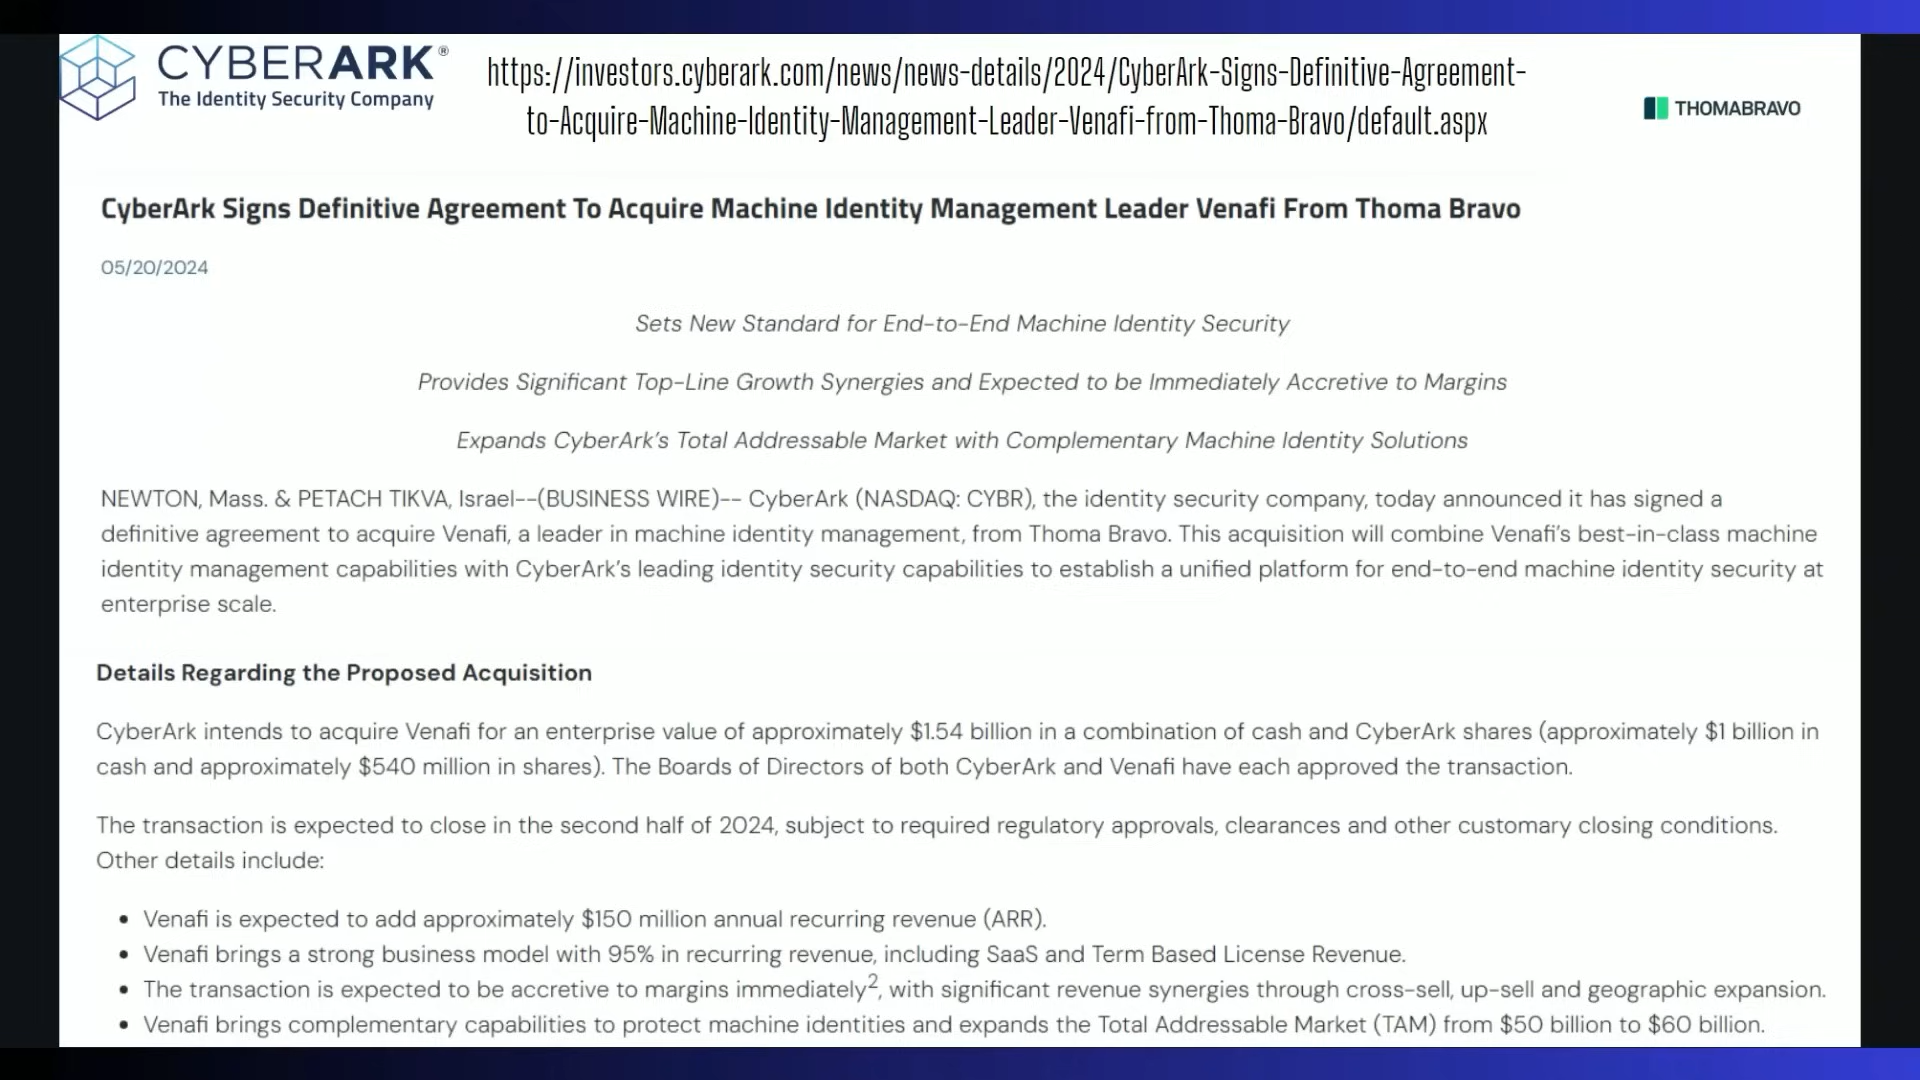 CYBERARK®
The Identity Security Company
https://investors.cyberark.com/news/news-details/2024/CyberArk-Signs-Definitive-Agreement-
to-Acquire-Machine-Identity-Management-Leader-Venafi-from-Thoma-Bravo/default.aspx
THOMABRAVO
CyberArk Signs Definitive Agreement To Acquire Machine Identity Management Leader Venafi From Thoma Bravo
05/20/2024
Sets New Standard for End-to-End Machine Identity Security
Provides Significant Top-Line Growth Synergies and Expected to be Immediately Accretive to Margins
Expands CyberArk's Total Addressable Market with Complementary Machine Identity Solutions
NEWTON, Mass. & PETACH TIKVA, Israel--(BUSINESS WIRE)-- CyberArk (NASDAQ: CYBR), the identity security company, today announced it has signed a
definitive agreement to acquire Venafi, a leader in machine identity management, from Thoma Bravo. This acquisition will combine Venafi's best-in-class machine
identity management capabilities with CyberArk's leading identity security capabilities to establish a unified platform for end-to-end machine identity security at
enterprise scale.
Details Regarding the Proposed Acquisition
CyberArk intends to acquire Venafi for an enterprise value of approximately $1.54 billion in a combination of cash and CyberArk shares (approximately $1 billion in
cash and approximately $540 million in shares). The Boards of Directors of both CyberArk and Venafi have each approved the transaction.
The transaction is expected to close in the second half of 2024, subject to required regulatory approvals, clearances and other customary closing conditions.
Other details include:
• Venafi is expected to add approximately $150 million annual recurring revenue (ARR).
• Venafi brings a strong business model with 95% in recurring revenue, including SaaS and Term Based License Revenue.
• The transaction is expected to be accretive to margins immediately², with significant revenue synergies through cross-sell, up-sell and geographic expansion.
• Venafi brings complementary capabilities to protect machine identities and expands the Total Addressable Market (TAM) from $50 billion to $60 billion.